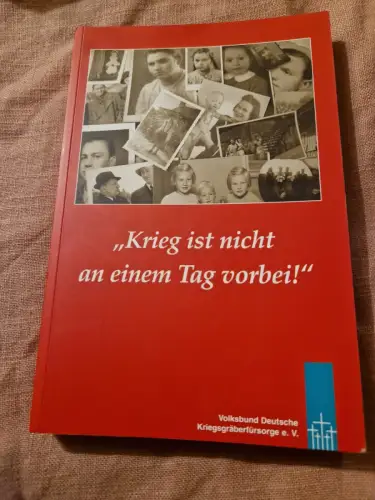 „Krieg ist nicht
an einem Tag vorbei!“
Volksbund Deutsche
Kriegsgräberfürsorge e. V.